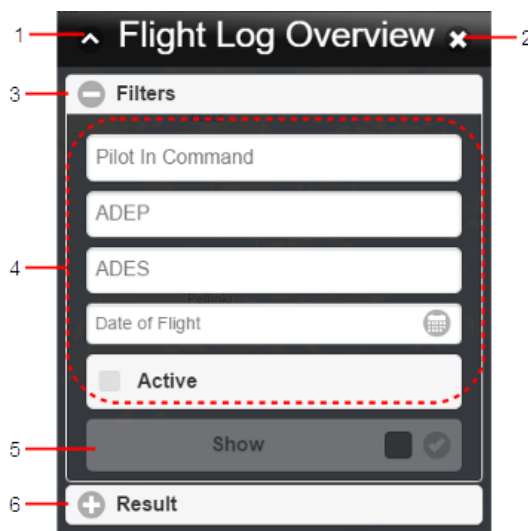 1 Flight Log Overview 2
3 Filters
Pilot In Command
ADEP
4 ADES
Date of Flight
Active
5 Show
6 Result